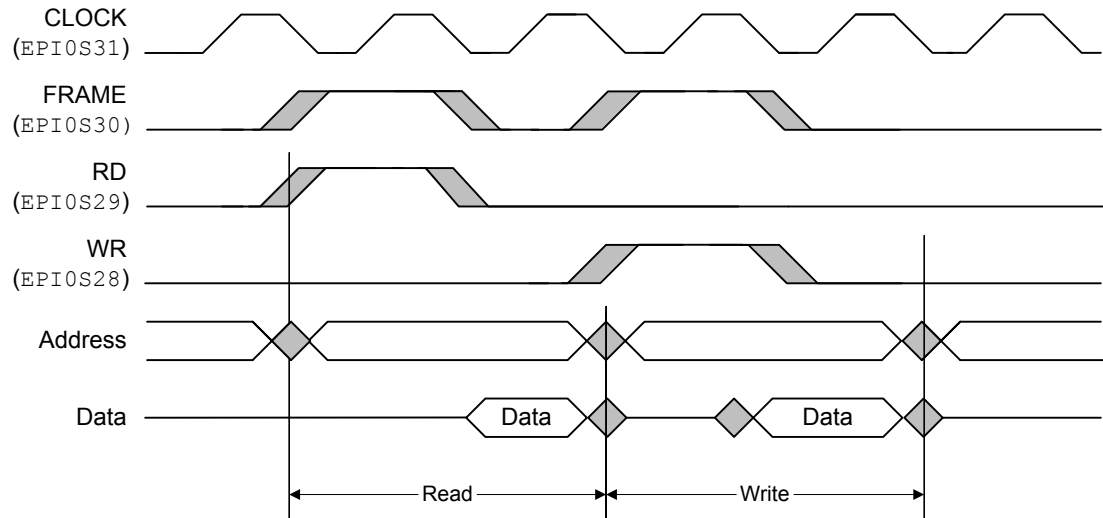 CLOCK
(EPI0S31)
FRAME
(EPI0S30)
RD
(EPI0S29)
WR
(EPI0S28)
Address
Data
Data
Data
Read
Write